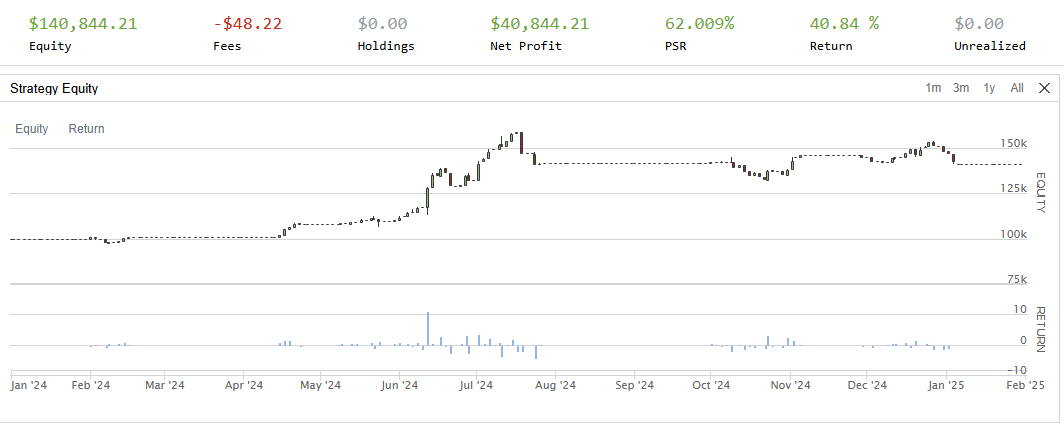 $140,844.21 -$48.22 $0.00 $40,844.21 62.009% 40.84 % $0.00
Equity Fees Holdings Net Profit PSR Return Unrealized
Strategy Equity 1m 3m 1y All
Equity Return
150k
125k
100k
75k
EQUITY
10
0
-10
RETURN
Jan '24 Feb '24 Mar '24 Apr '24 May '24 Jun '24 Jul '24 Aug '24 Sep '24 Oct '24 Nov '24 Dec '24 Jan '25 Feb '25